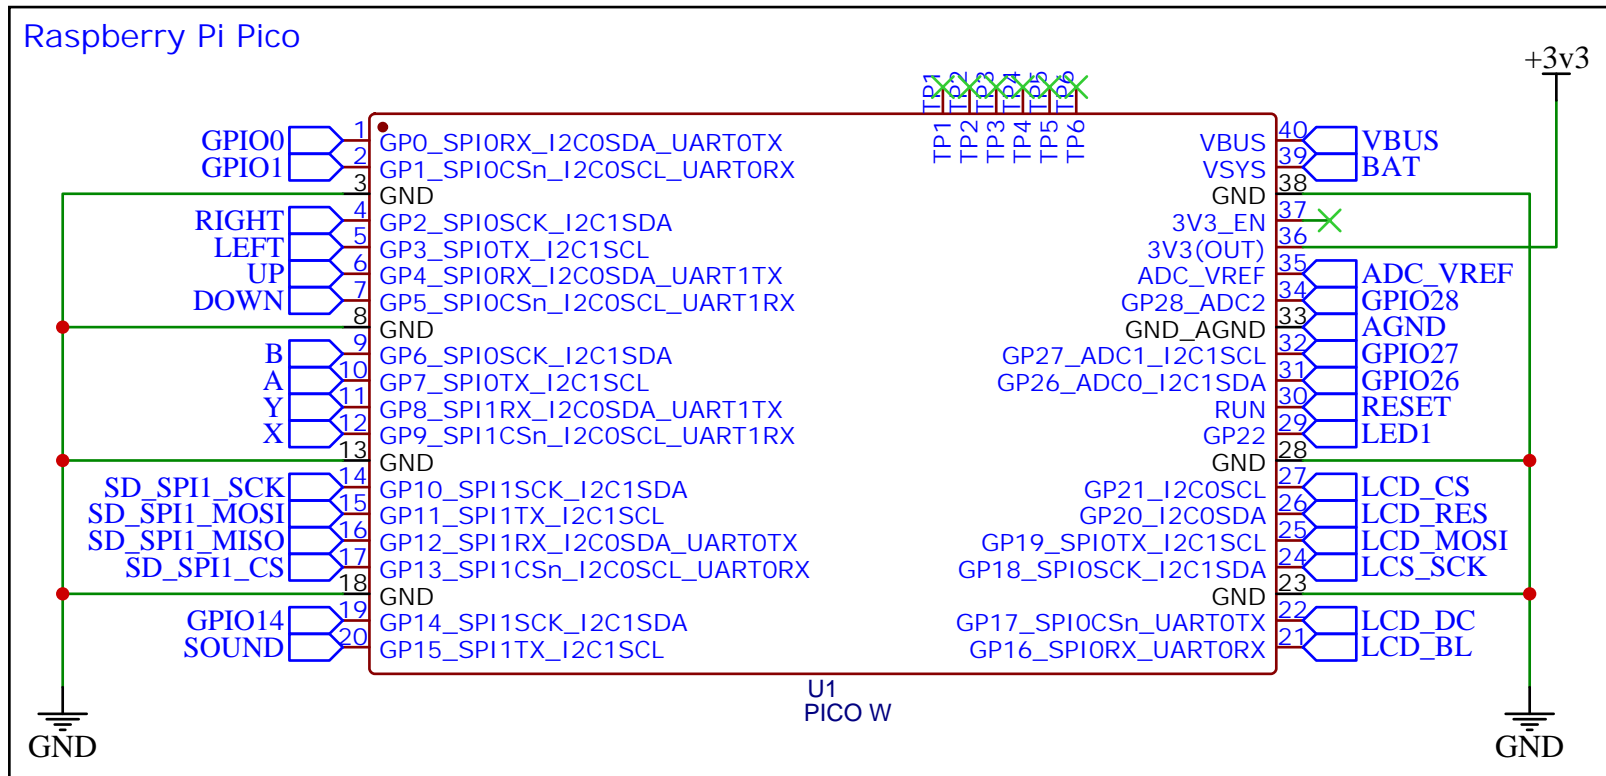 Raspberry Pi Pico
+3v3
TP1 TP2 TP3 TP4 TP5 TP6
TP1 TP2 TP3 TP4 TP5 TP6
GPIO0 1 GP0_SPI0RX_I2C0SDA_UART0TX VBUS 40 VBUS
GPIO1 2 GP1_SPI0CSn_I2C0SCL_UART0RX VSYS 39 BAT
3 GND GND 38
RIGHT 4 GP2_SPI0SCK_I2C1SDA 3V3_EN 37
LEFT 5 GP3_SPI0TX_I2C1SCL 3V3(OUT) 36
UP 6 GP4_SPI0RX_I2C0SDA_UART1TX ADC_VREF 35 ADC_VREF
DOWN 7 GP5_SPI0CSn_I2C0SCL_UART1RX GP28_ADC2 34 GPIO28
8 GND GND_AGND 33 AGND
B 9 GP6_SPI0SCK_I2C1SDA GP27_ADC1_I2C1SCL 32 GPIO27
A 10 GP7_SPI0TX_I2C1SCL GP26_ADC0_I2C1SDA 31 GPIO26
Y 11 GP8_SPI1RX_I2C0SDA_UART1TX RUN 30 RESET
X 12 GP9_SPI1CSn_I2C0SCL_UART1RX GP22 29 LED1
13 GND GND 28
SD_SPI1_SCK 14 GP10_SPI1SCK_I2C1SDA GP21_I2C0SCL 27 LCD_CS
SD_SPI1_MOSI 15 GP11_SPI1TX_I2C1SCL GP20_I2C0SDA 26 LCD_RES
SD_SPI1_MISO 16 GP12_SPI1RX_I2C0SDA_UART0TX GP19_SPI0TX_I2C1SCL 25 LCD_MOSI
SD_SPI1_CS 17 GP13_SPI1CSn_I2C0SCL_UART0RX GP18_SPI0SCK_I2C1SDA 24 LCS_SCK
18 GND GND 23
GPIO14 19 GP14_SPI1SCK_I2C1SDA GP17_SPI0CSn_UART0TX 22 LCD_DC
SOUND 20 GP15_SPI1TX_I2C1SCL GP16_SPI0RX_UART0RX 21 LCD_BL
U1
PICO W
GND GND